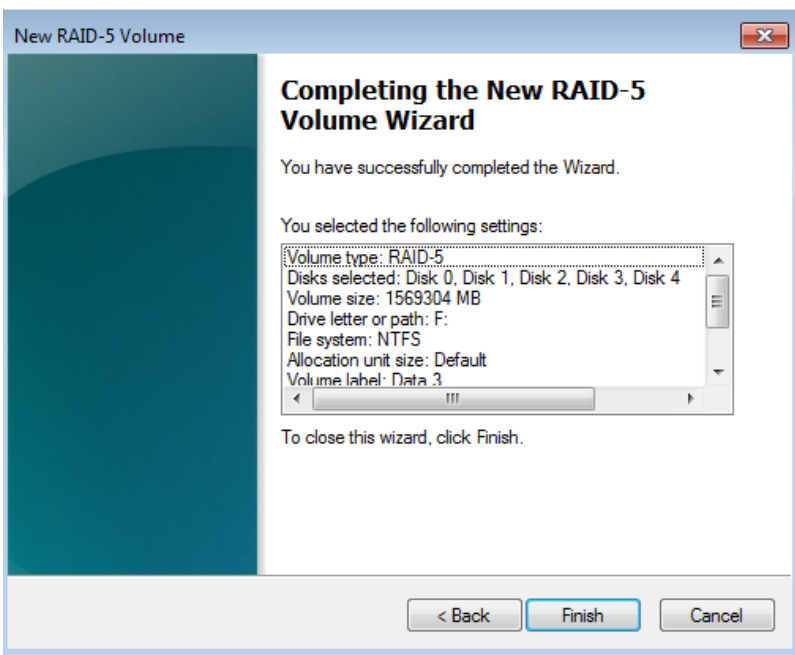 New RAID-5 Volume
Completing the New RAID-5
Volume Wizard
You have successfully completed the Wizard.
You selected the following settings:
Volume type: RAID-5
Disks selected: Disk 0, Disk 1, Disk 2, Disk 3, Disk 4
Volume size: 1569304 MB
Drive letter or path: F:
File system: NTFS
Allocation unit size: Default
Volume label: Data 3
To close this wizard, click Finish.
< Back
Finish
Cancel